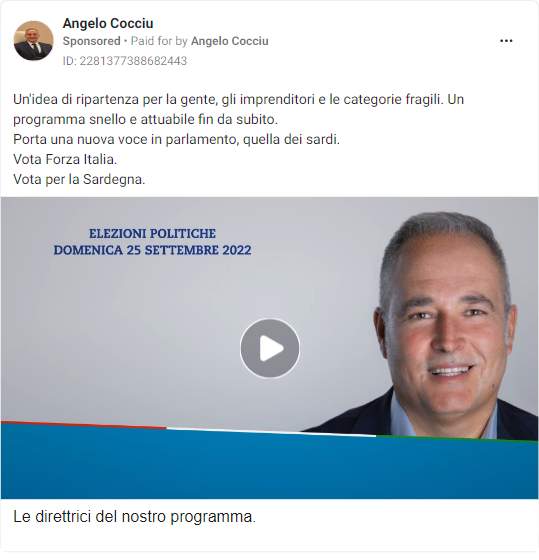 Angelo Cocciu
Sponsored • Paid for by Angelo Cocciu
ID: 2281377388682443
Un'idea di ripartenza per la gente, gli imprenditori e le categorie fragili. Un
programma snello e attuabile fin da subito.
Porta una nuova voce in parlamento, quella dei sardi.
Vota Forza Italia.
Vota per la Sardegna.
ELEZIONI POLITICHE
DOMENICA 25 SETTEMBRE 2022
Le direttrici del nostro programma.